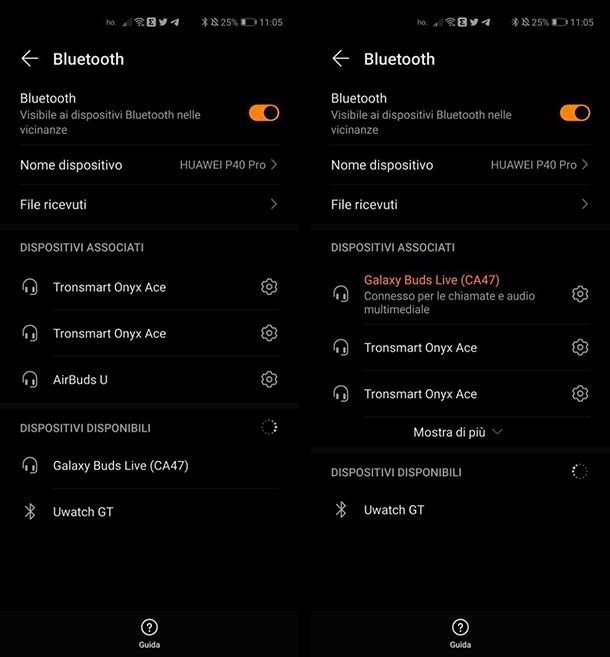 ho. 25% 11:05
Bluetooth
Bluetooth
Visibile ai dispositivi Bluetooth nelle
vicinanze
Nome dispositivo HUAWEI P40 Pro
File ricevuti
DISPOSITIVI ASSOCIATI
Tronsmart Onyx Ace
Tronsmart Onyx Ace
AirBuds U
DISPOSITIVI DISPONIBILI
Galaxy Buds Live (CA47)
Uwatch GT
Guida
ho. 25% 11:05
Bluetooth
Bluetooth
Visibile ai dispositivi Bluetooth nelle
vicinanze
Nome dispositivo HUAWEI P40 Pro
File ricevuti
DISPOSITIVI ASSOCIATI
Galaxy Buds Live (CA47)
Connesso per le chiamate e audio
multimediale
Tronsmart Onyx Ace
Tronsmart Onyx Ace
Mostra di più
DISPOSITIVI DISPONIBILI
Uwatch GT
Guida